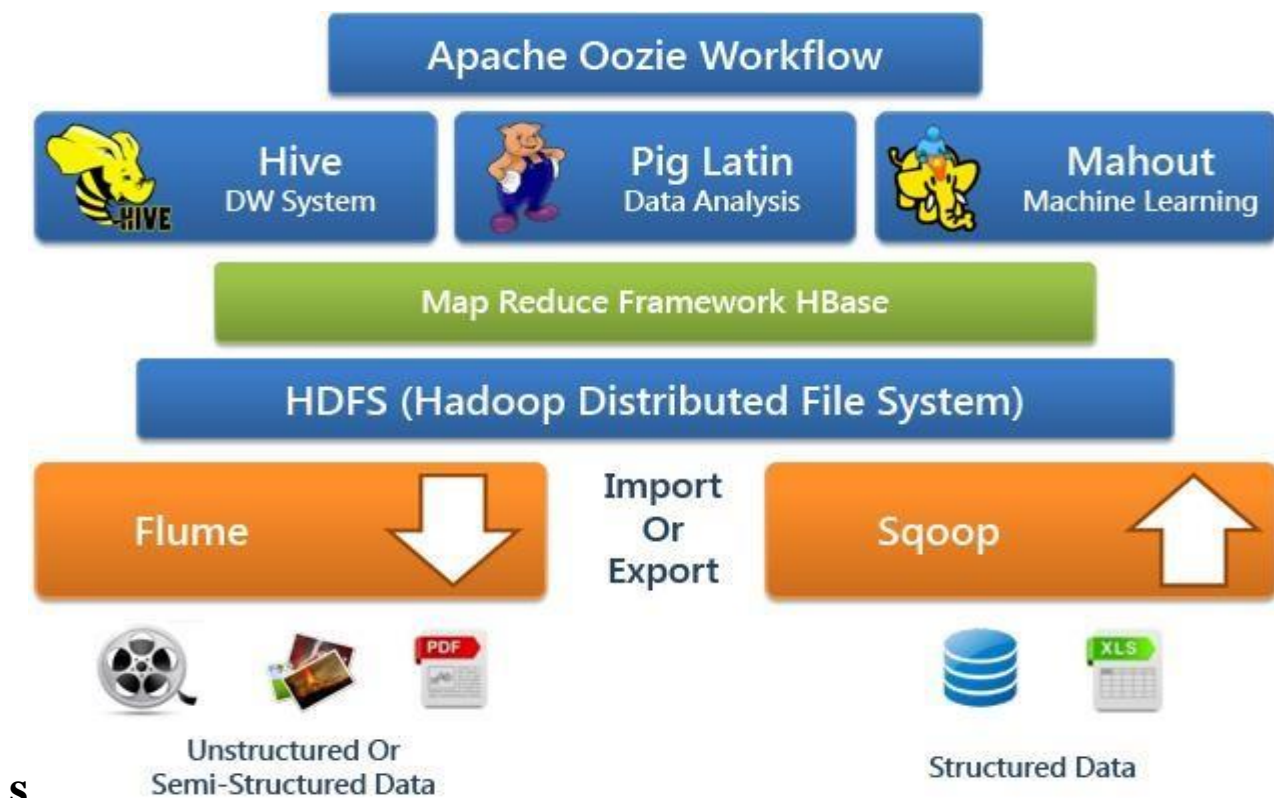 Apache Oozie Workflow
Hive
DW System
HIVE
Pig Latin
Data Analysis
Mahout
Machine Learning
Map Reduce Framework HBase
HDFS (Hadoop Distributed File System)
Flume
Import
Or
Export
Sqoop
PDF
XLS
Unstructured Or
Semi-Structured Data
Structured Data
s